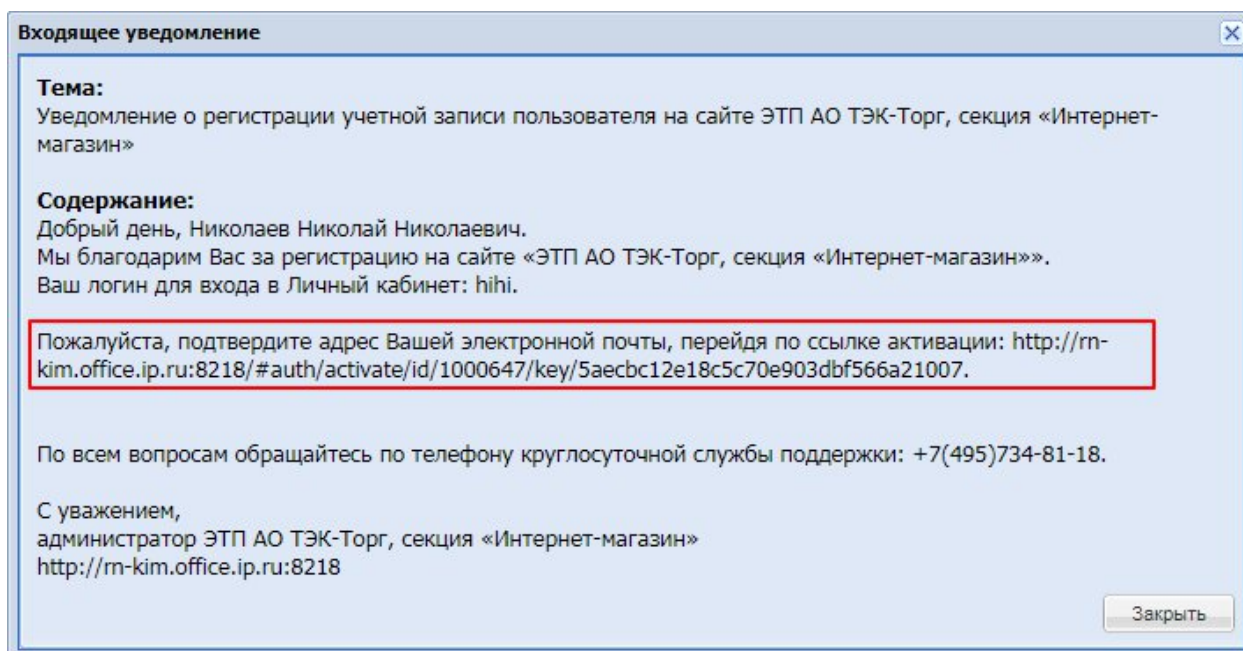 Входящее уведомление
Тема:
Уведомление о регистрации учетной записи пользователя на сайте ЭТП АО ТЭК-Торг, секция «Интернет-
магазин»
Содержание:
Добрый день, Николаев Николай Николаевич.
Мы благодарим Вас за регистрацию на сайте «ЭТП АО ТЭК-Торг, секция «Интернет-магазин»».
Ваш логин для входа в Личный кабинет: hihi.
Пожалуйста, подтвердите адрес Вашей электронной почты, перейдя по ссылке активации: http://rn-
kim.office.ip.ru:8218/#auth/activate/id/1000647/key/5aecbc12e18c5c70e903dbf566a21007.
По всем вопросам обращайтесь по телефону круглосуточной службы поддержки: +7(495)734-81-18.
С уважением,
администратор ЭТП АО ТЭК-Торг, секция «Интернет-магазин»
http://rn-kim.office.ip.ru:8218
Закрыть